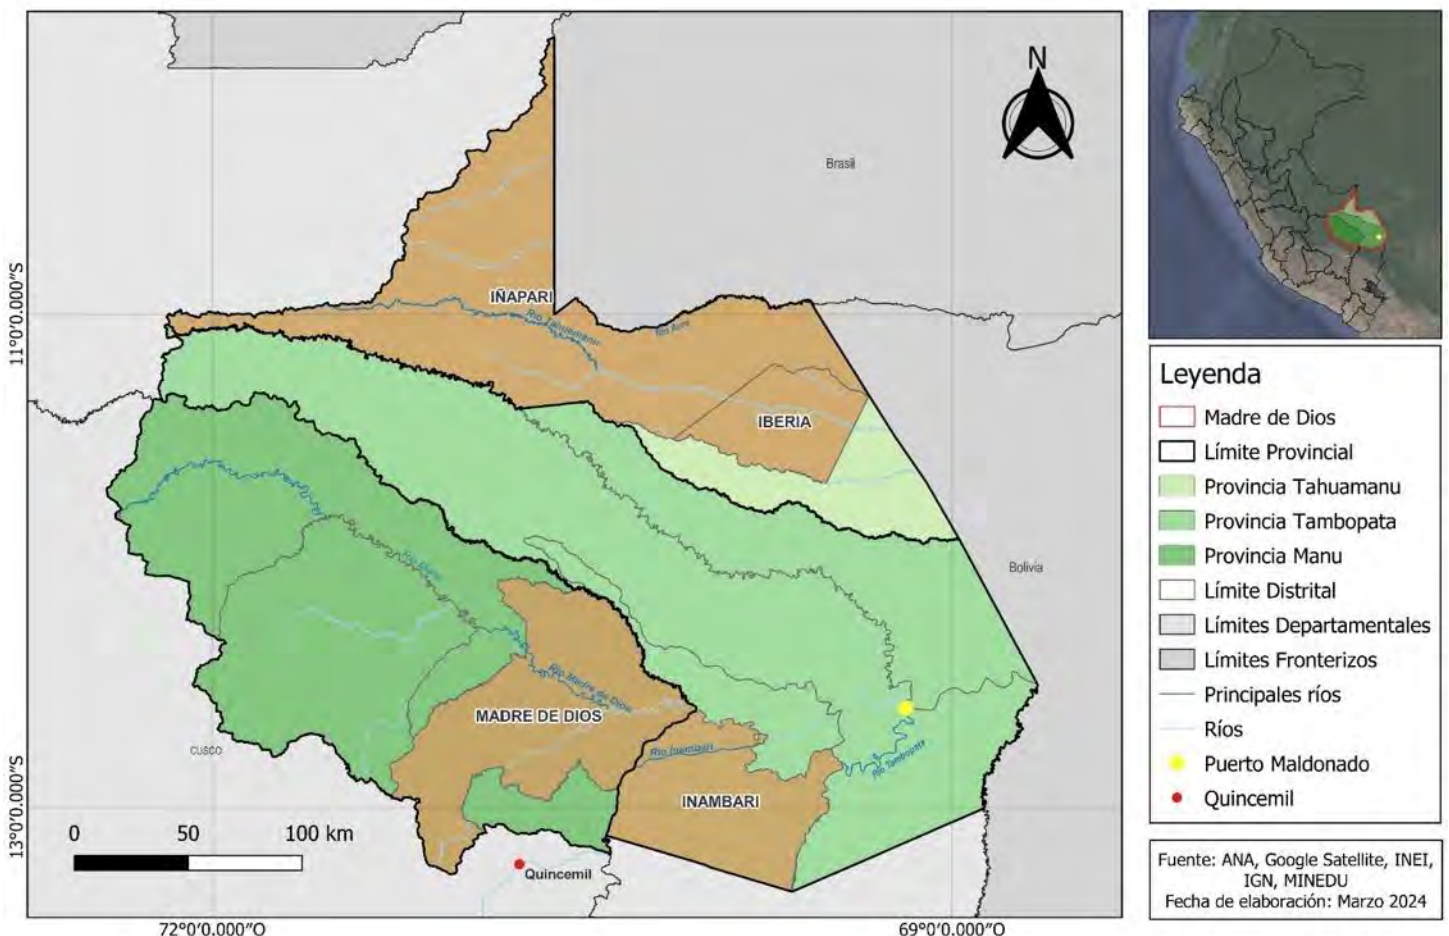 N
Brasil
IÑAPARI
Río Tahuamanu
Río Acre
IBERIA
Bolivia
Río Manu
Río Madre de Dios
MADRE DE DIOS
CUSCO
Río Inambari
Río Tambopata
INAMBARI
Quincemil
0 50 100 km
11°0'0.000"S
13°0'0.000"S
72°0'0.000"O
69°0'0.000"O
Leyenda
Madre de Dios
Límite Provincial
Provincia Tahuamanu
Provincia Tambopata
Provincia Manu
Límite Distrital
Límites Departamentales
Límites Fronterizos
Principales ríos
Ríos
Puerto Maldonado
Quincemil
Fuente: ANA, Google Satellite, INEI,
IGN, MINEDU
Fecha de elaboración: Marzo 2024